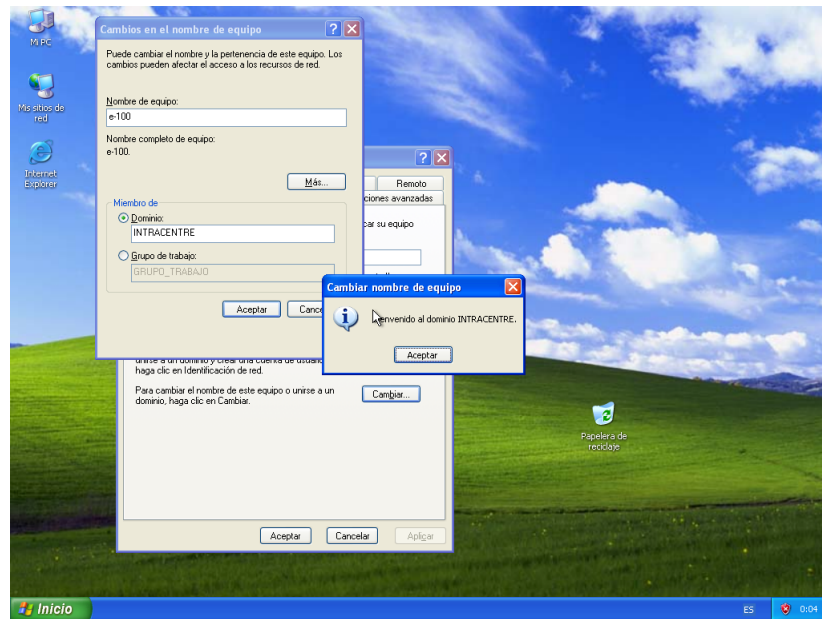 Mi PC
Mis sitios de
red
Internet
Explorer
Cambios en el nombre de equipo
Puede cambiar el nombre y la pertenencia de este equipo. Los
cambios pueden afectar el acceso a los recursos de red.
Nombre de equipo:
e-100
Nombre completo de equipo:
e-100.
Más...
Miembro de
Dominio:
INTRACENTRE
Grupo de trabajo:
GRUPO_TRABAJO
Aceptar
Remoto
ciones avanzadas
car su equipo
Cambiar nombre de equipo
envenido al dominio INTRACENTRE.
Aceptar
haga clic en Identificación de red.
Para cambiar el nombre de este equipo o unirse a un
dominio, haga clic en Cambiar.
Cambiar...
Aceptar
Cancelar
Aplicar
Papelera de
reciclaje
Inicio
ES
0:04